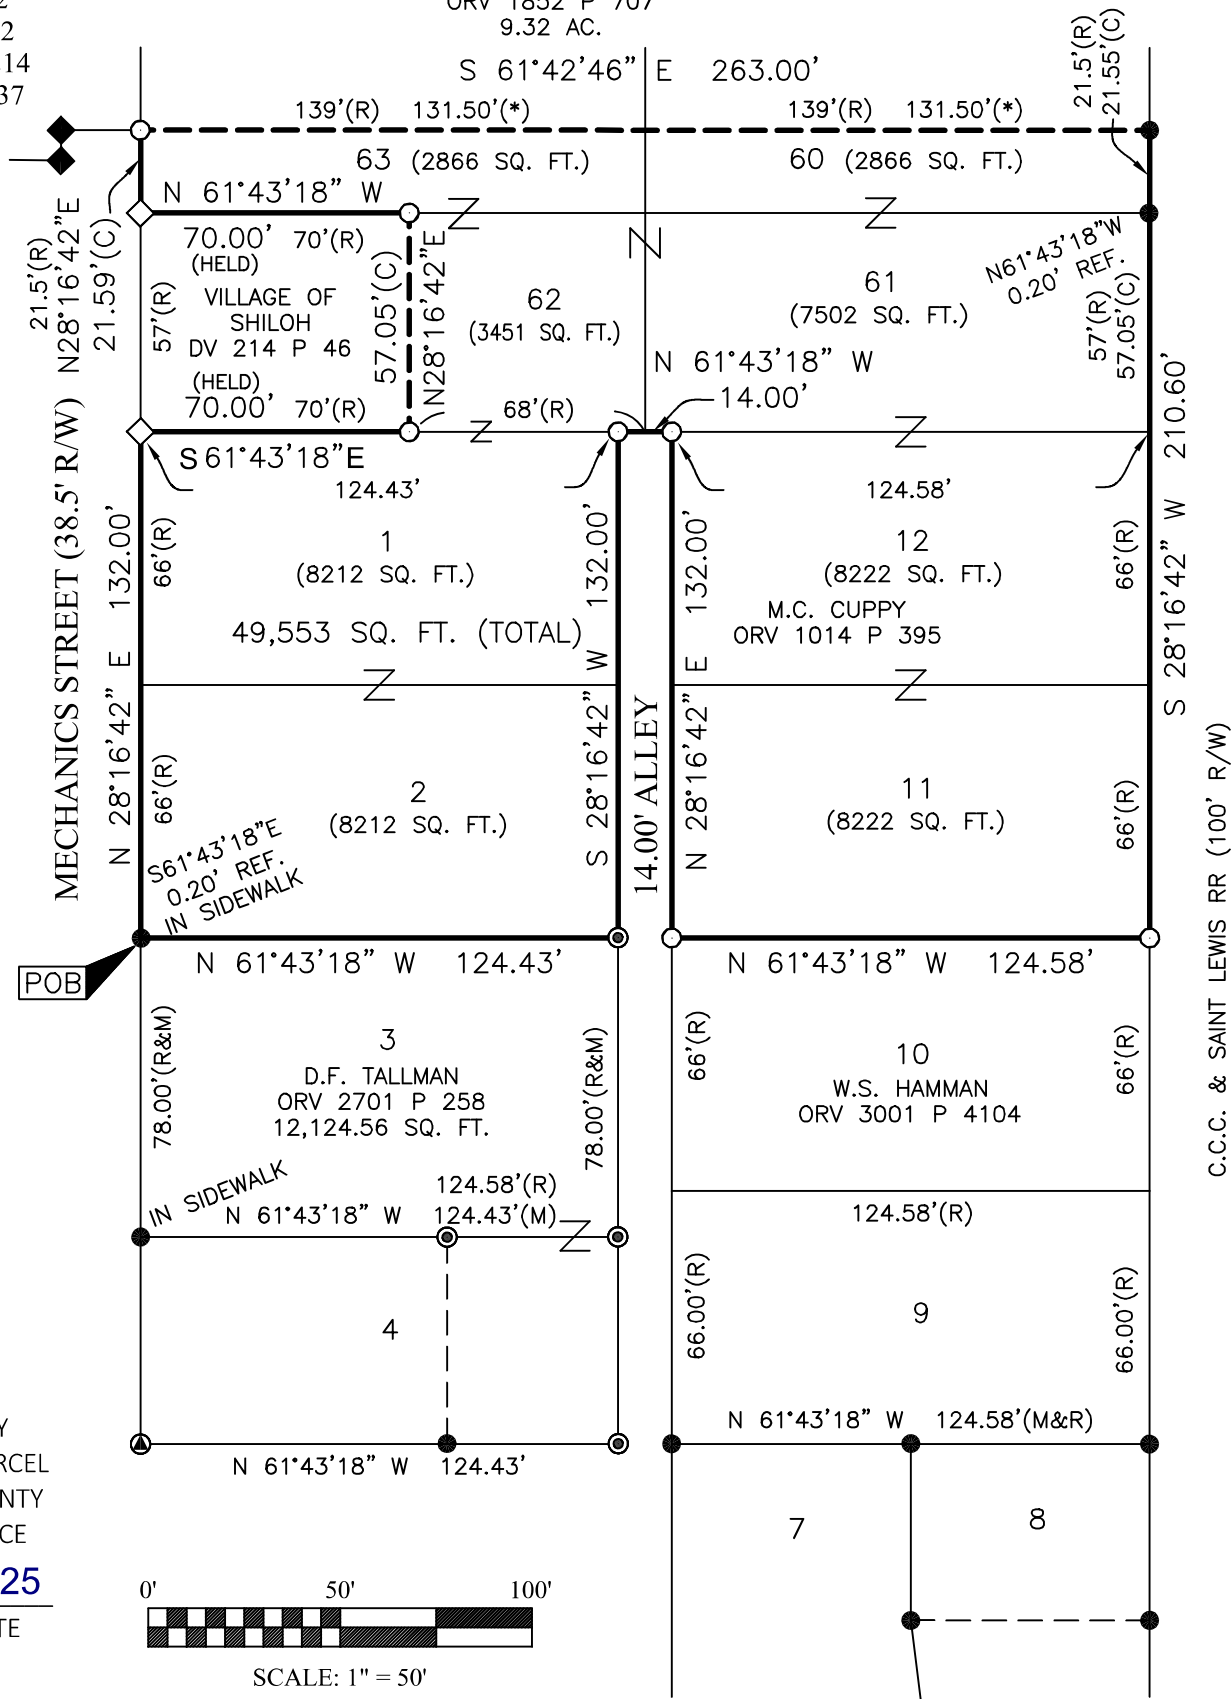 2
2
14
37
ORV 1852 P 707
9.32 AC.
S 61°42'46" E 263.00'
21.5'(R)
21.55'(C)
139'(R) 131.50'(*)
139'(R) 131.50'(*)
63 (2866 SQ. FT.)
60 (2866 SQ. FT.)
N 61°43'18" W
70.00' 70'(R)
(HELD)
VILLAGE OF
SHILOH
DV 214 P 46
(HELD)
70.00' 70'(R)
S 61°43'18"E
21.5'(R)
N28°16'42"E
21.59'(C)
57'(R)
57.05'(C)
N28°16'42"E
62
(3451 SQ. FT.)
61
(7502 SQ. FT.)
N61°43'18"W
0.20' REF.
57'(R)
57.05'(C)
N 61°43'18" W
14.00'
68'(R)
210.60'
S 28°16'42" W
MECHANICS STREET (38.5' R/W)
N 28°16'42" E 132.00'
66'(R)
66'(R)
124.43'
1
(8212 SQ. FT.)
49,553 SQ. FT. (TOTAL)
2
(8212 SQ. FT.)
S 28°16'42" W 132.00'
14.00' ALLEY
N 28°16'42" E 132.00'
124.58'
12
(8222 SQ. FT.)
M.C. CUPPY
ORV 1014 P 395
66'(R)
11
(8222 SQ. FT.)
66'(R)
S61°43'18"E
0.20' REF.
IN SIDEWALK
POB
N 61°43'18" W 124.43'
N 61°43'18" W 124.58'
78.00'(R&M)
3
D.F. TALLMAN
ORV 2701 P 258
12,124.56 SQ. FT.
78.00'(R&M)
66'(R)
10
W.S. HAMMAN
ORV 3001 P 4104
66'(R)
C.C.C. & SAINT LEWIS RR (100' R/W)
IN SIDEWALK
124.58'(R)
N 61°43'18" W 124.43'(M)
124.58'(R)
4
66.00'(R)
9
66.00'(R)
N 61°43'18" W 124.58'(M&R)
N 61°43'18" W 124.43'
7
8
Y
RCEL
NTY
CE
25
TE
0' 50' 100'
SCALE: 1" = 50'